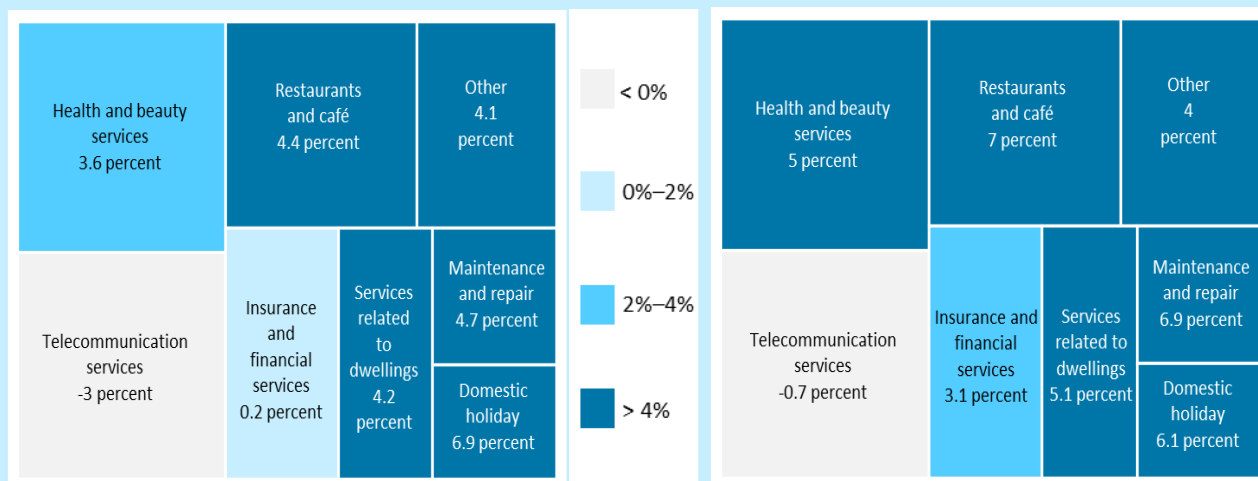 Health and beauty
services
3.6 percent
Restaurants
and café
4.4 percent
Other
4.1
percent
Telecommunication
services
-3 percent
Insurance
and
financial
services
0.2 percent
Services
related
to
dwellings
4.2
percent
Maintenance
and repair
4.7 percent
Domestic
holiday
6.9 percent
< 0%
0%–2%
2%–4%
> 4%
Health and beauty
services
5 percent
Restaurants
and café
7 percent
Other
4
percent
Telecommunication
services
-0.7 percent
Insurance and
financial
services
3.1 percent
Services
related to
dwellings
5.1 percent
Maintenance
and repair
6.9 percent
Domestic
holiday
6.1 percent